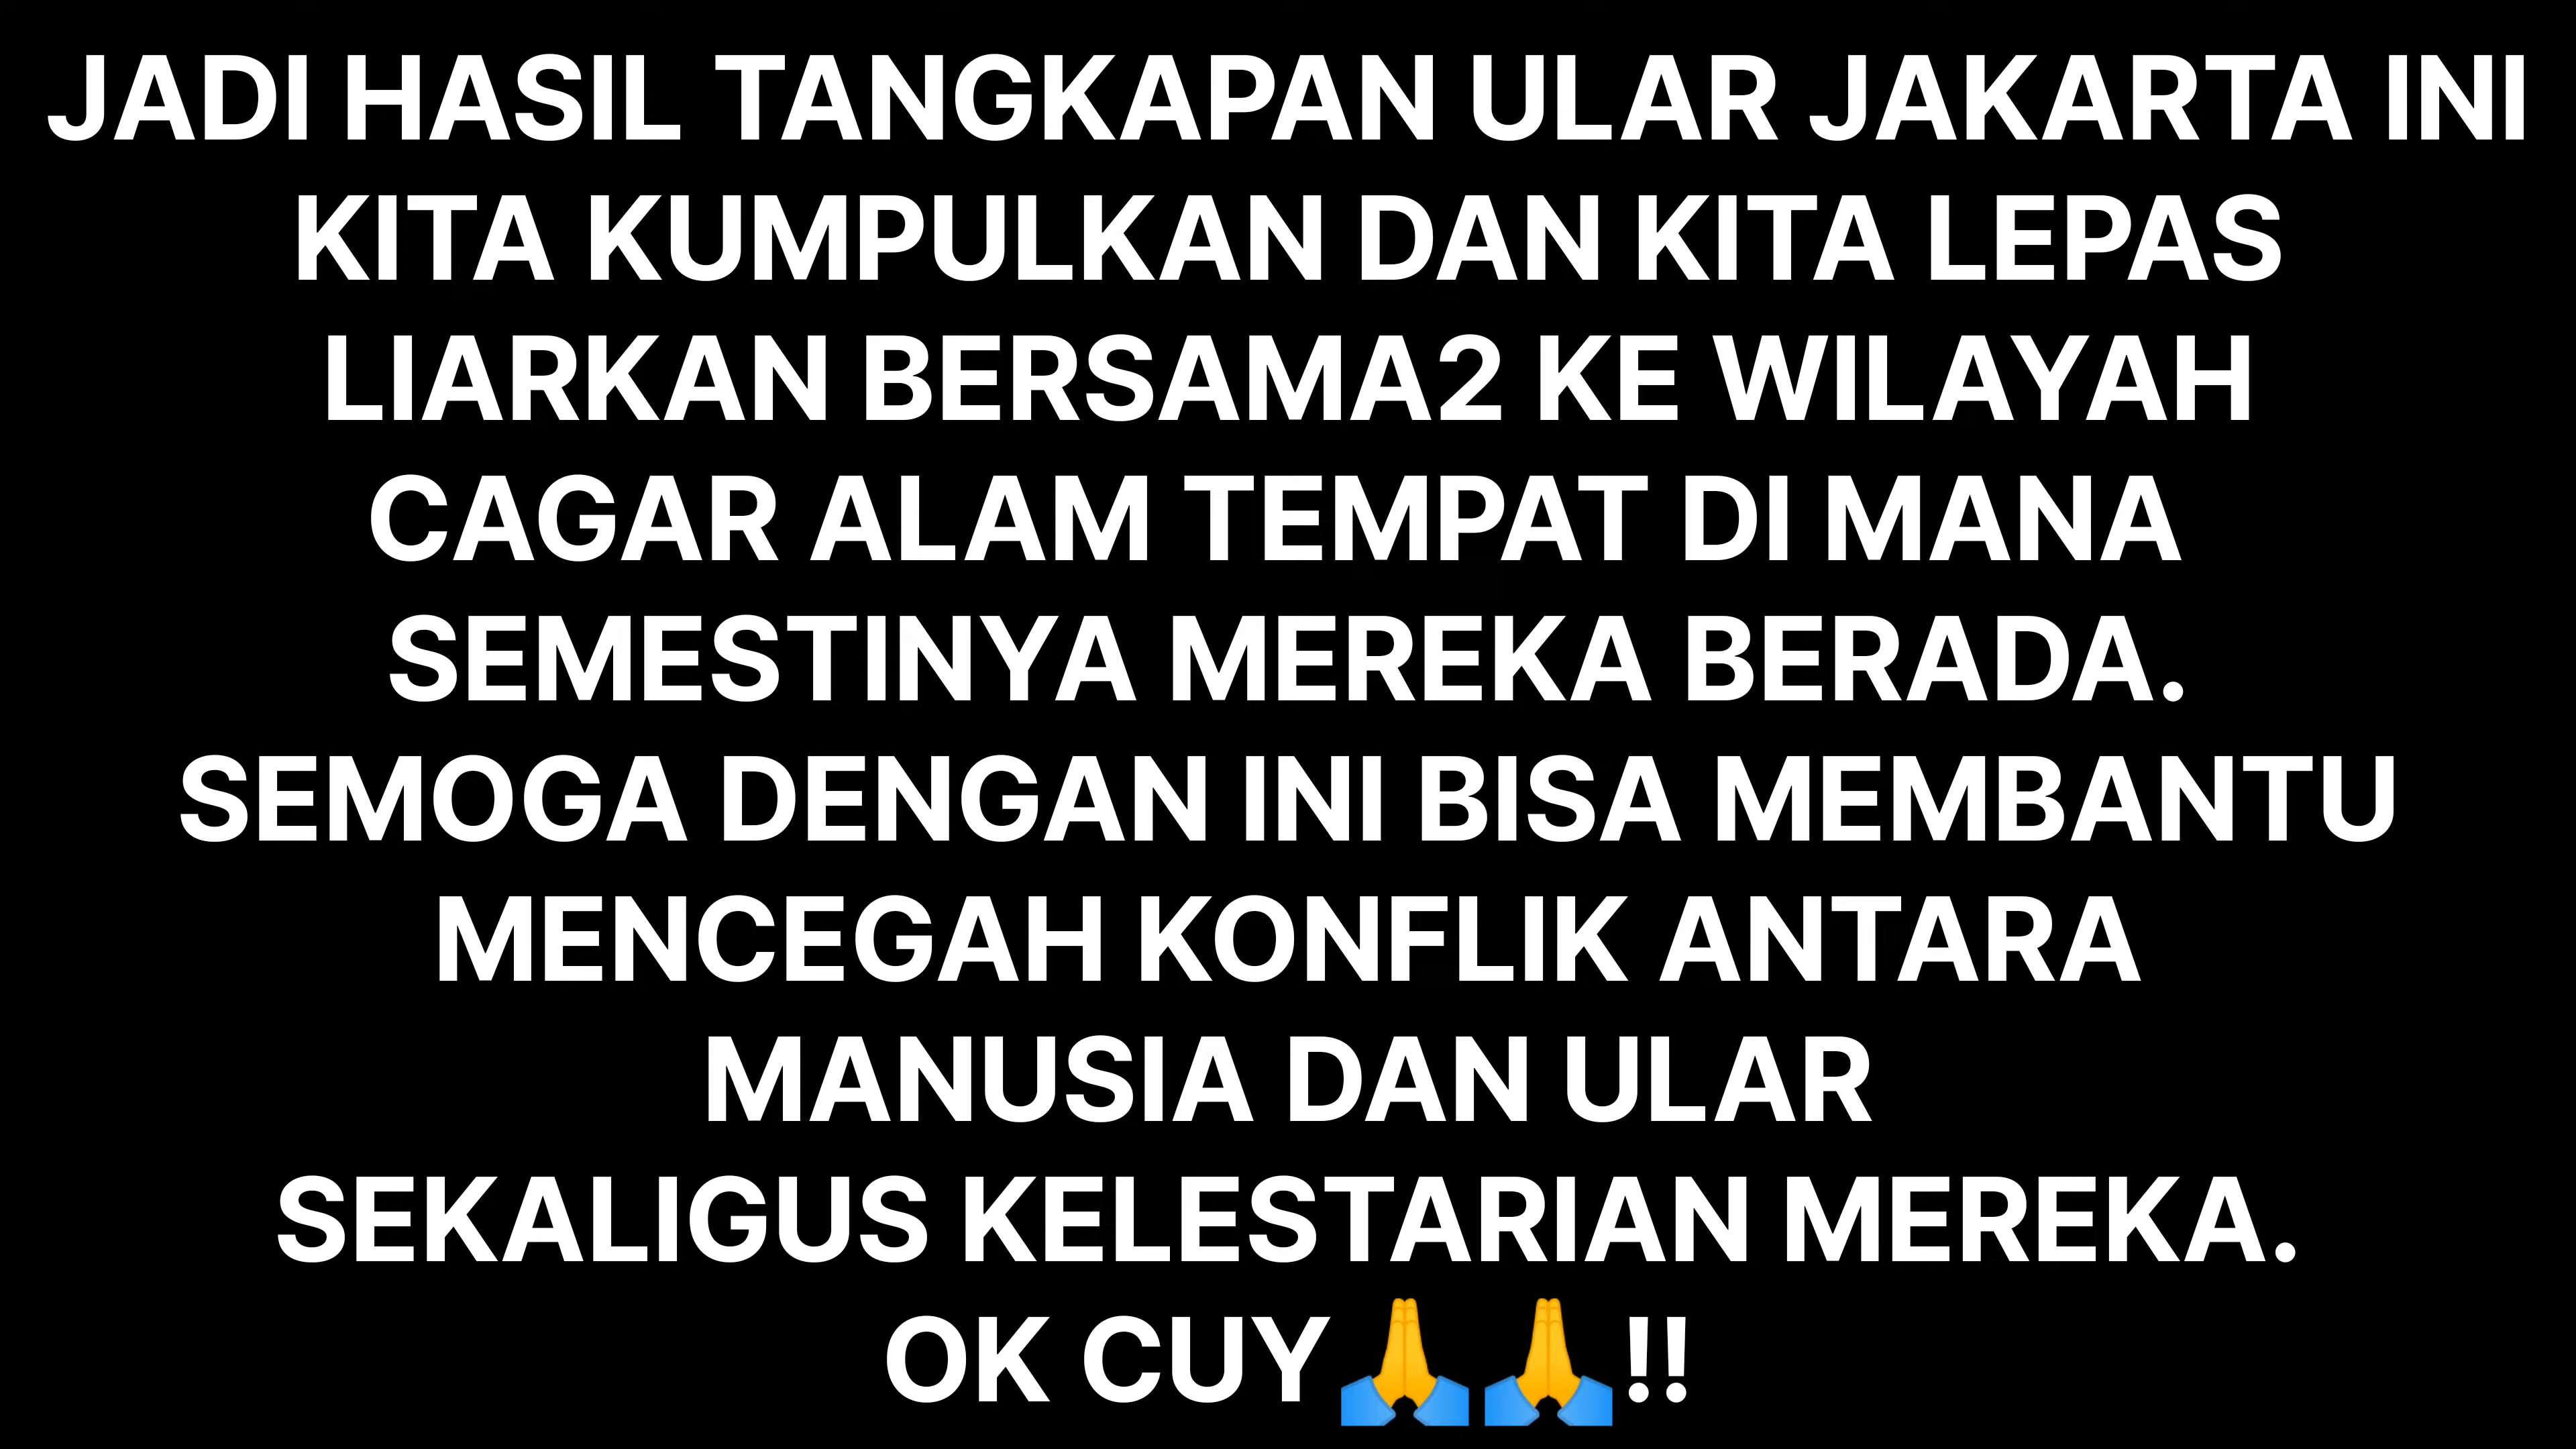 JADI HASIL TANGKAPAN ULAR JAKARTA INI
KITA KUMPULKAN DAN KITA LEPAS
LIARKAN BERSAMA2 KE WILAYAH
CAGAR ALAM TEMPAT DI MANA
SEMESTINYA MEREKA BERADA.
SEMOGA DENGAN INI BISA MEMBANTU
MENCEGAH KONFLIK ANTARA
MANUSIA DAN ULAR
SEKALIGUS KELESTARIAN MEREKA.
OK CUY🙏🙏!!